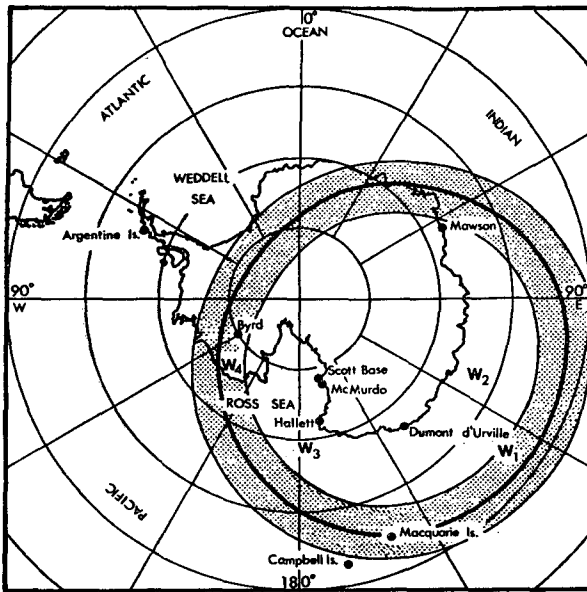 0°
OCEAN
ATLANTIC
INDIAN
WEDDELL
SEA
Argentine Is.
Mawson
90°
W
90°
E
Byrd
W4
Scott Base
McMurdo
W2
ROSS SEA
Hallett
W3
Dumont d'Urville
W1
PACIFIC
Macquarie Is.
Campbell Is.
180°